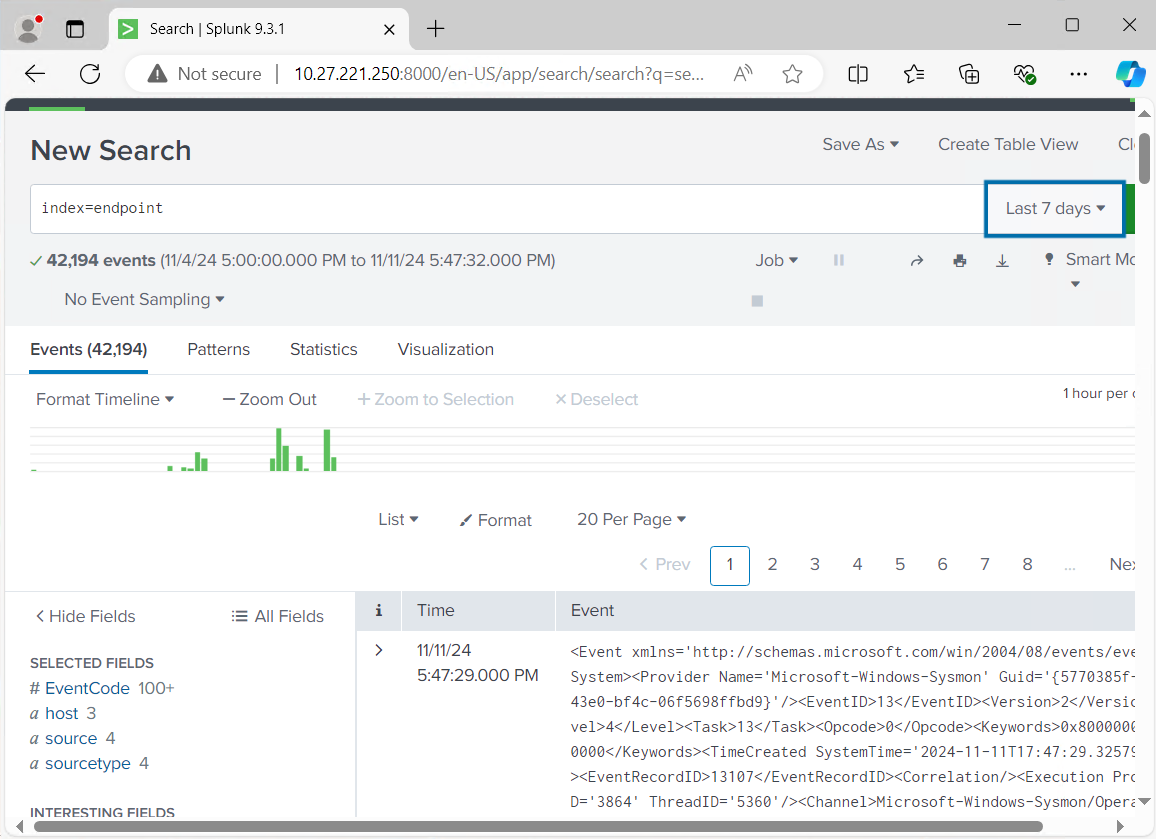 Search | Splunk 9.3.1
Not secure | 10.27.221.250:8000/en-US/app/search/search?q=se...
New Search
Save As
Create Table View
index=endpoint
Last 7 days
42,194 events (11/4/24 5:00:00.000 PM to 11/11/24 5:47:32.000 PM)
Job
Smart Mo
No Event Sampling
Events (42,194)
Patterns
Statistics
Visualization
Format Timeline
— Zoom Out
+ Zoom to Selection
× Deselect
1 hour per
List
Format
20 Per Page
< Prev
1
2
3
4
5
6
7
8
...
Nex
< Hide Fields
All Fields
i
Time
Event
SELECTED FIELDS
# EventCode 100+
a host 3
a source 4
a sourcetype 4
INTERESTING FIELDS
>
11/11/24
5:47:29.000 PM
<Event xmlns='http://schemas.microsoft.com/win/2004/08/events/eve
System><Provider Name='Microsoft-Windows-Sysmon' Guid='{5770385f-
43e0-bf4c-06f5698ffbd9}'/><EventID>13</EventID><Version>2</Versio
vel>4</Level><Task>13</Task><Opcode>0</Opcode><Keywords>0x8000000
0000</Keywords><TimeCreated SystemTime='2024-11-11T17:47:29.32579
><EventRecordID>13107</EventRecordID><Correlation/><Execution Pro
D='3864' ThreadID='5360'/><Channel>Microsoft-Windows-Sysmon/Opera